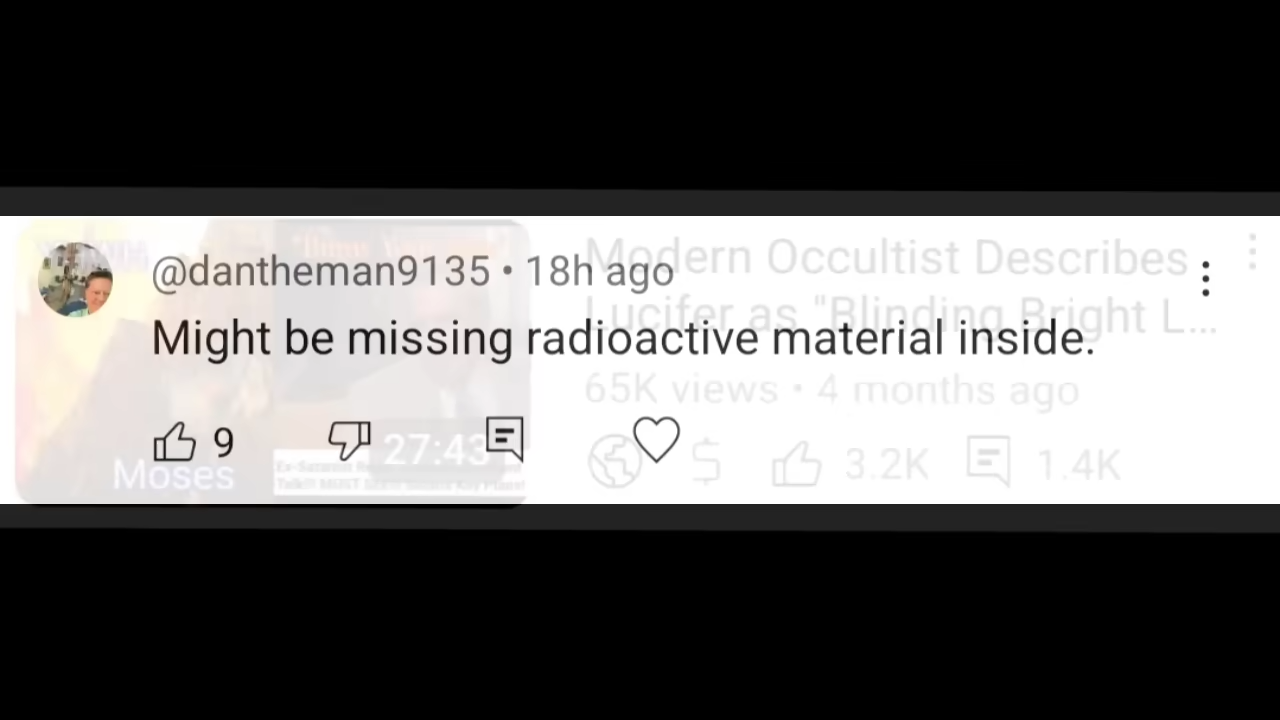 @dantheman9135 • 18h ago
Might be missing radioactive material inside.
9
Modern Occultist Describes
Lucifer as "Blinding Bright L...
65K views • 4 months ago
3.2K 1.4K
27:43
Moses